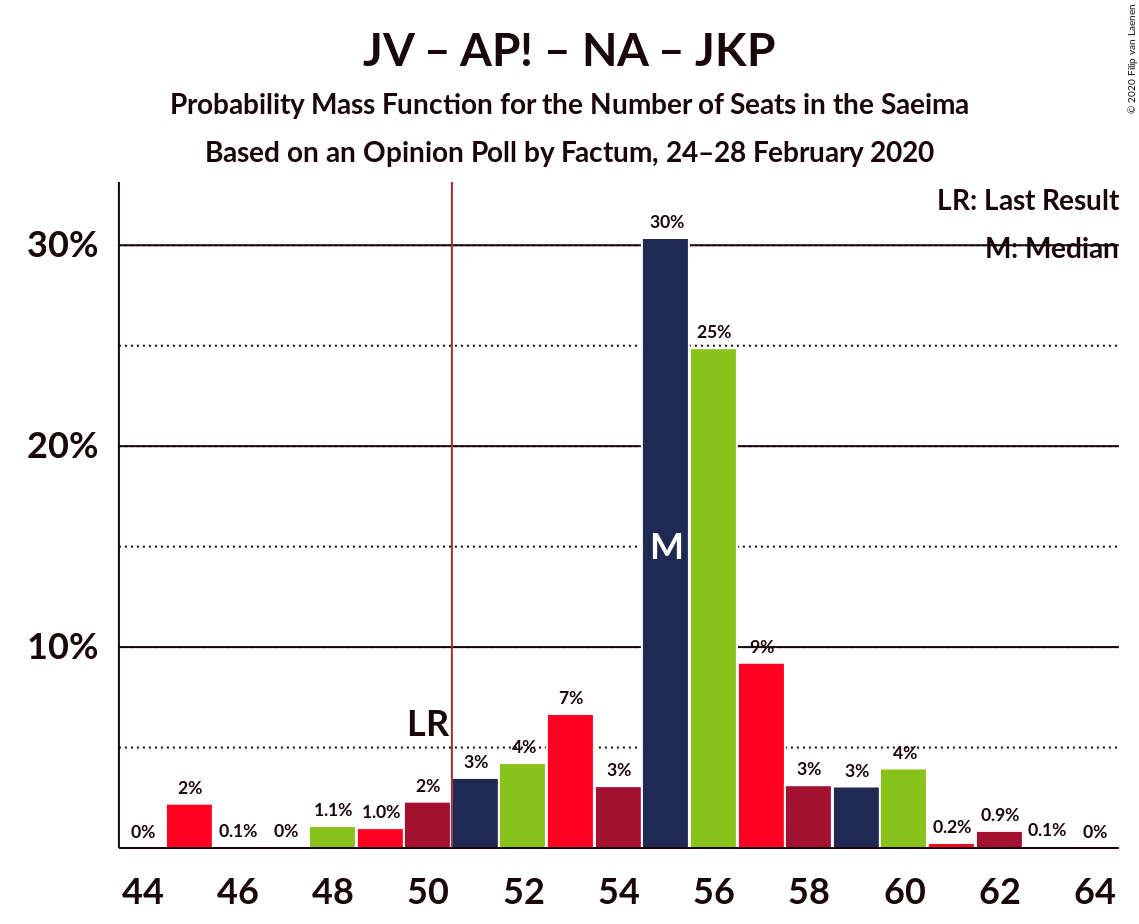 JV – AP! – NA – JKP
Probability Mass Function for the Number of Seats in the Saeima
Based on an Opinion Poll by Factum, 24–28 February 2020
© 2020 Filip van Laenen
LR: Last Result
M: Median
30%
20%
10%
0%
2%
0.1%
0%
1.1%
1.0%
2%
LR
3%
4%
7%
3%
30%
M
25%
9%
3%
3%
4%
0.2%
0.9%
0.1%
0%
44 46 48 50 52 54 56 58 60 62 64